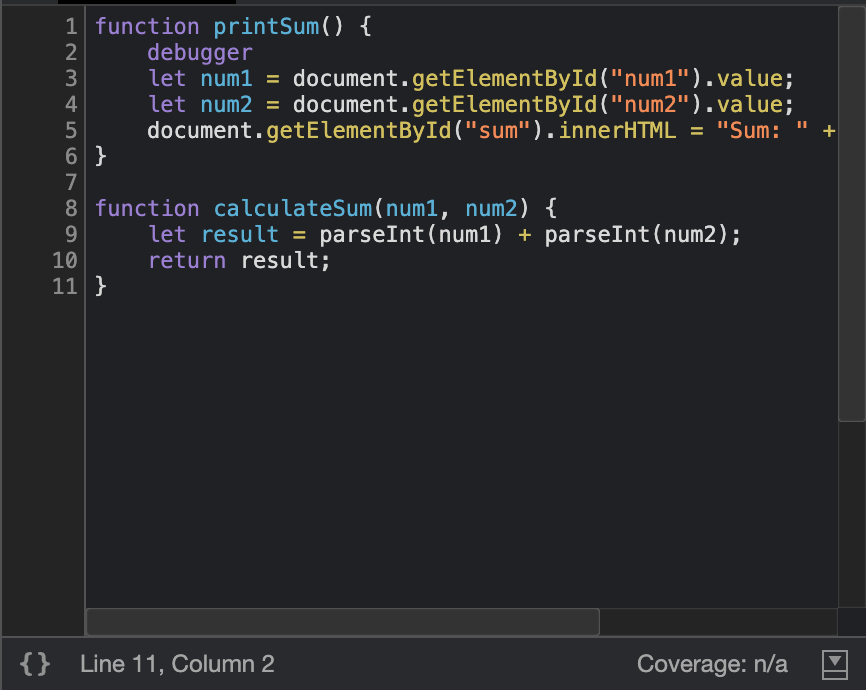 1 function printSum() {
2     debugger
3     let num1 = document.getElementById("num1").value;
4     let num2 = document.getElementById("num2").value;
5     document.getElementById("sum").innerHTML = "Sum: " +
6 }
7
8 function calculateSum(num1, num2) {
9     let result = parseInt(num1) + parseInt(num2);
10     return result;
11 }
{} Line 11, Column 2 Coverage: n/a